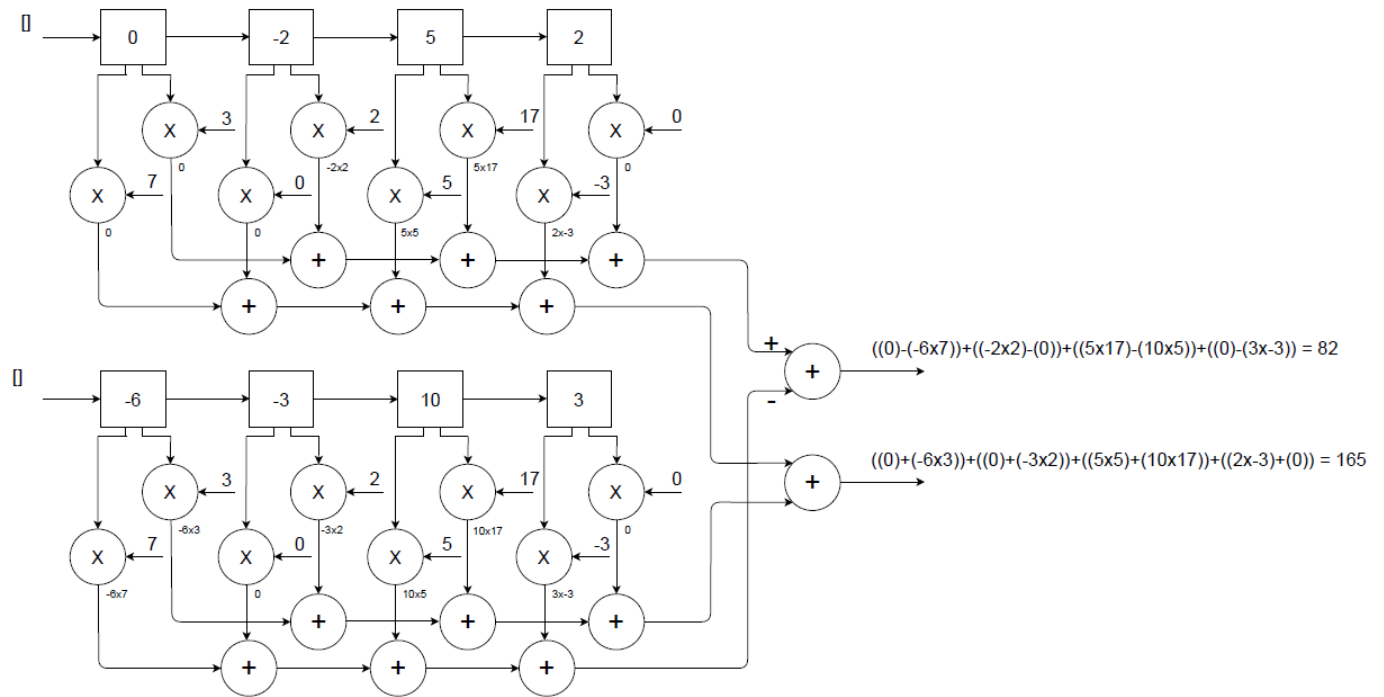 []
0 -2 5 2
X 3 X 2 X 17 X 0
0 -2x2 5x17 0
X 7 X 0 X 5 X -3
0 0 5x5 2x-3
+ + +
+ + +
+
((0)-(-6x7))+((-2x2)-(0))+((5x17)-(10x5))+((0)-(3x-3)) = 82
+
-
[]
-6 -3 10 3
((0)+(-6x3))+((0)+(-3x2))+((5x5)+(10x17))+((2x-3)+(0)) = 165
+
X 3 X 2 X 17 X 0
-6x3 -3x2 10x17 0
X 7 X 0 X 5 X -3
-6x7 0 10x5 3x-3
+ + +
+ + +